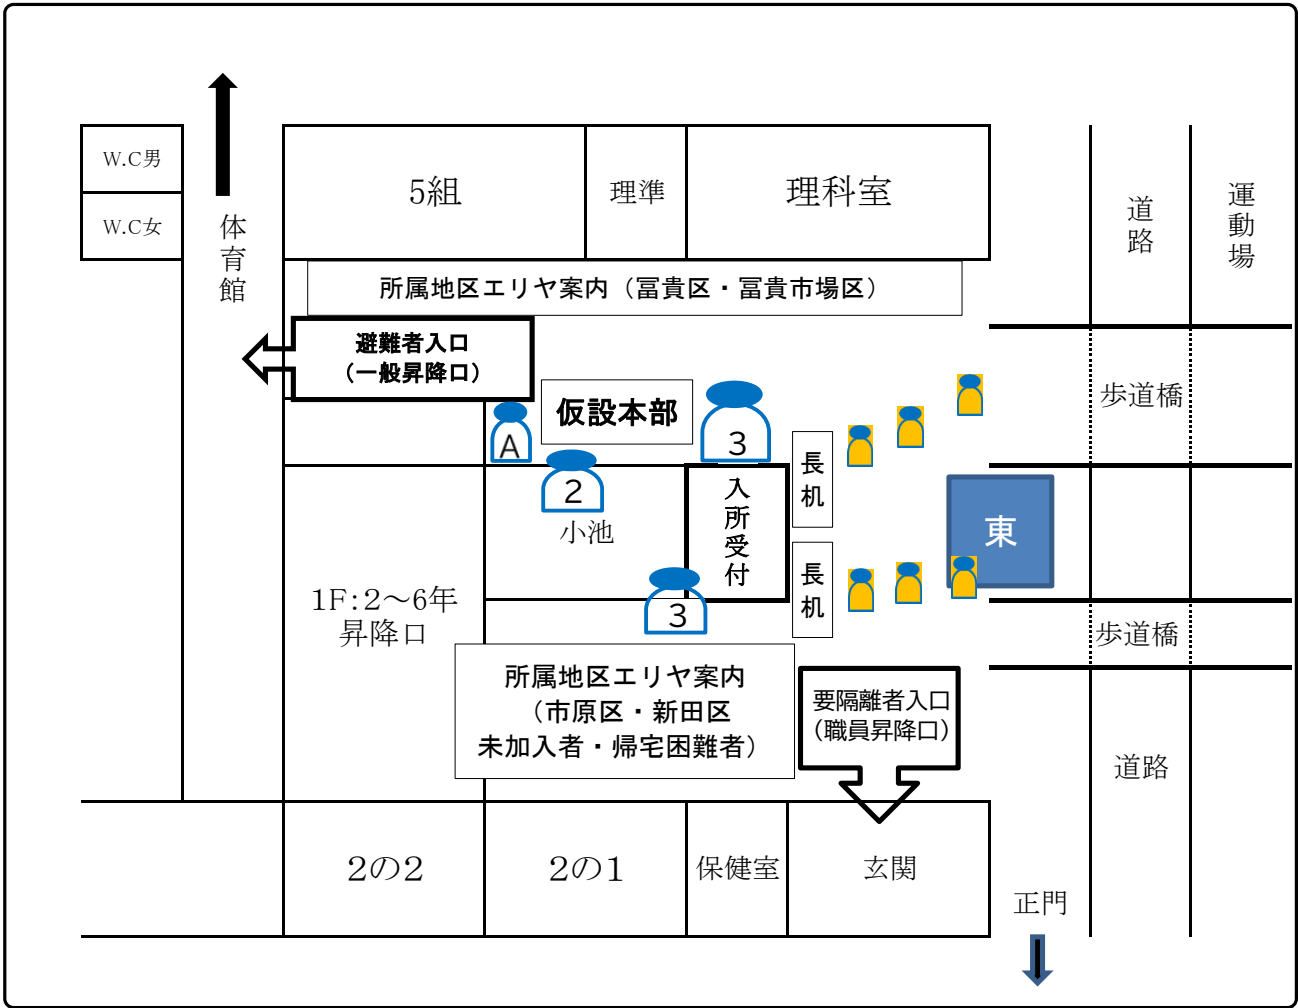 W.C男
W.C女
体育館
5組
理準
理科室
道路
運動場
所属地区エリヤ案内（冨貴区・冨貴市場区）
避難者入口
（一般昇降口）
仮設本部
A
3
2
小池
入所受付
長机
長机
歩道橋
東
1F:2～6年
昇降口
3
歩道橋
所属地区エリヤ案内
（市原区・新田区
未加入者・帰宅困難者）
要隔離者入口
（職員昇降口）
道路
2の2
2の1
保健室
玄関
正門